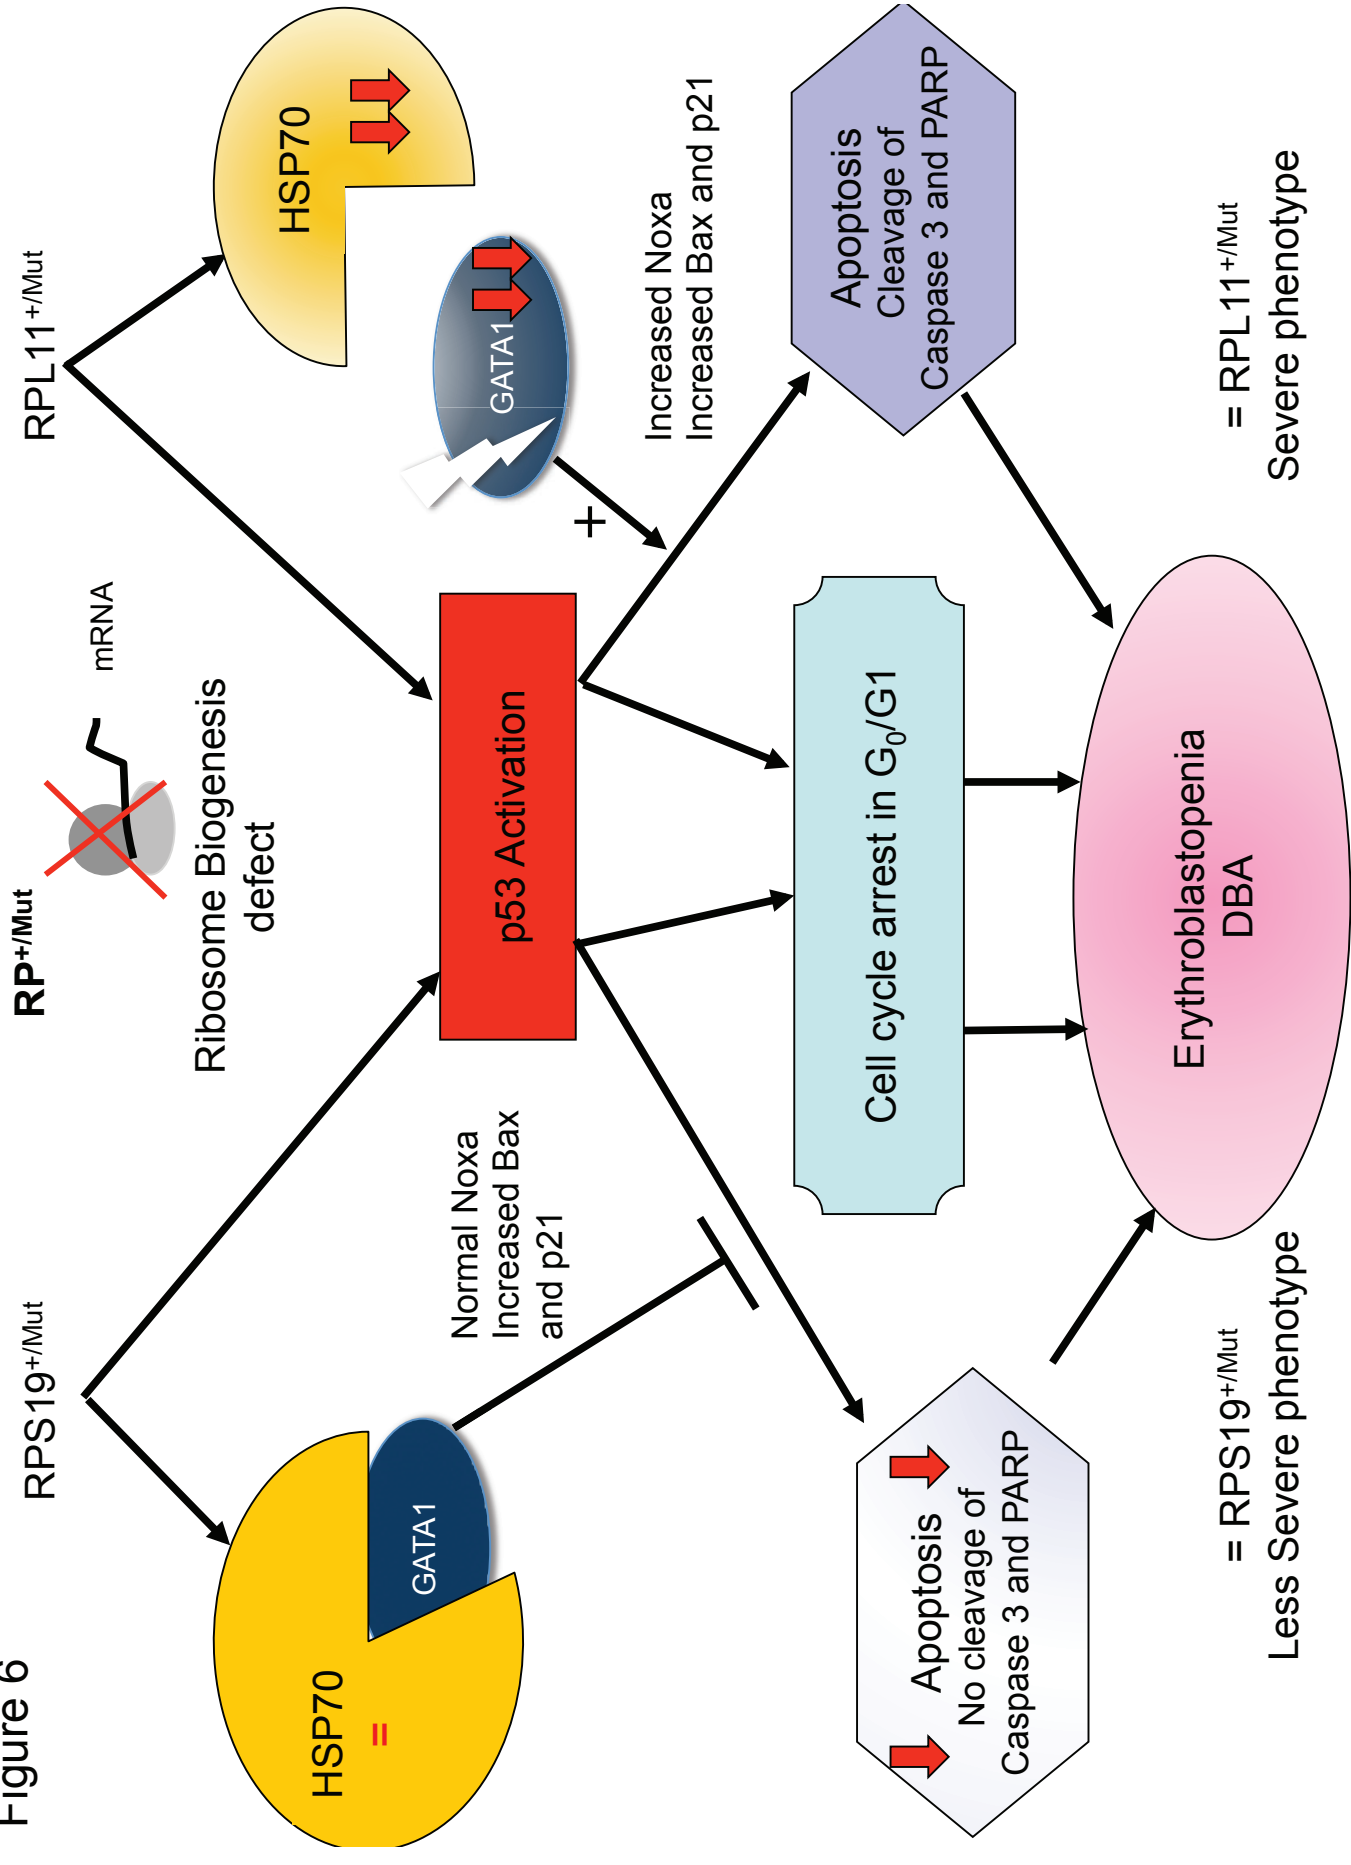 Figure 6
RP+/Mut
mRNA
Ribosome Biogenesis
defect
RPS19+/Mut
RPL11+/Mut
HSP70
=
GATA1
HSP70
GATA1
Normal Noxa
Increased Bax
and p21
p53 Activation
+
Increased Noxa
Increased Bax and p21
Apoptosis
No cleavage of
Caspase 3 and PARP
Cell cycle arrest in G0/G1
Apoptosis
Cleavage of
Caspase 3 and PARP
= RPS19+/Mut
Less Severe phenotype
Erythroblastopenia
DBA
= RPL11+/Mut
Severe phenotype